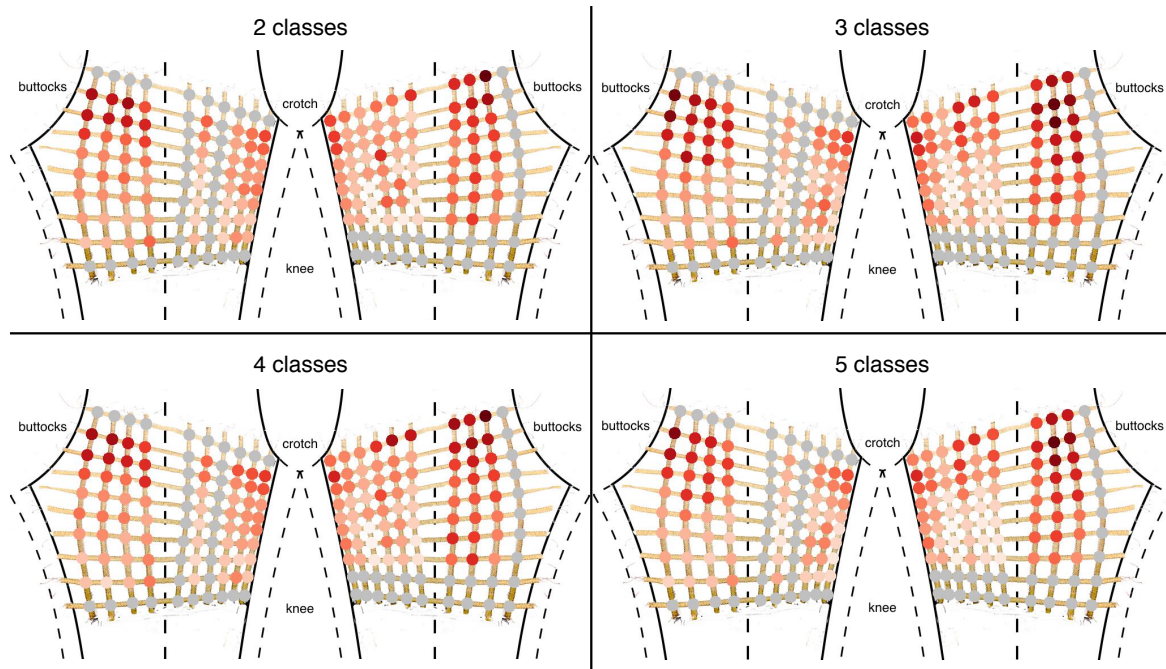 2 classes
buttocks
crotch
buttocks
knee
3 classes
buttocks
crotch
buttocks
knee
4 classes
buttocks
crotch
buttocks
knee
5 classes
buttocks
crotch
buttocks
knee